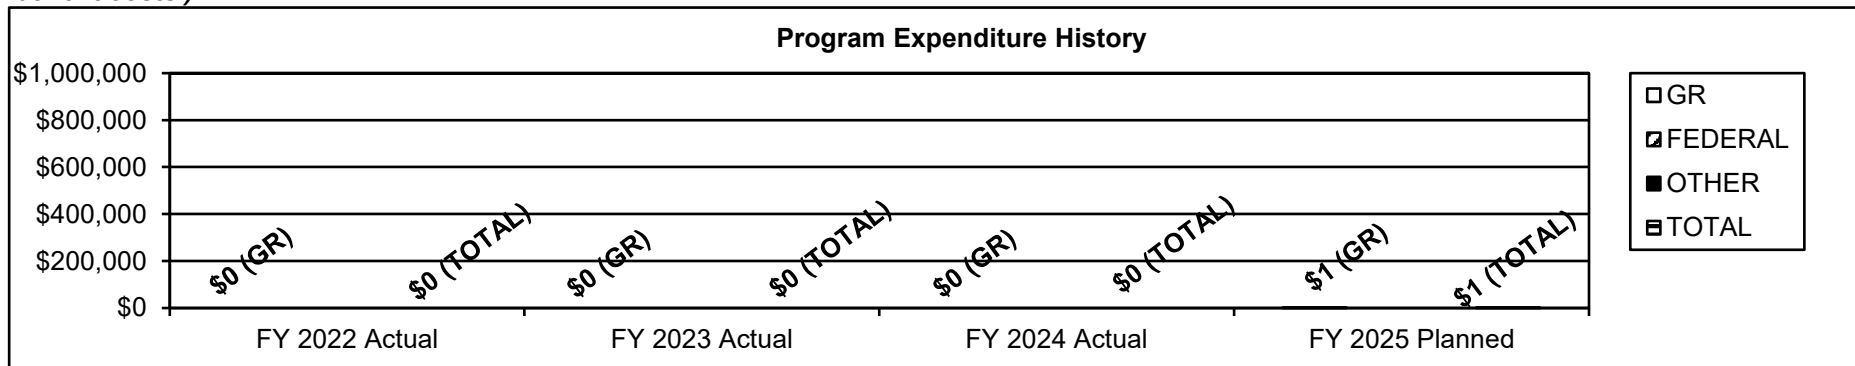 Program Expenditure History
$1,000,000
$800,000
$600,000
$400,000
$200,000
$0
$0 (GR)
$0 (TOTAL)
$0 (GR)
$0 (TOTAL)
$0 (GR)
$0 (TOTAL)
$1 (GR)
$1 (TOTAL)
FY 2022 Actual
FY 2023 Actual
FY 2024 Actual
FY 2025 Planned
GR
FEDERAL
OTHER
TOTAL